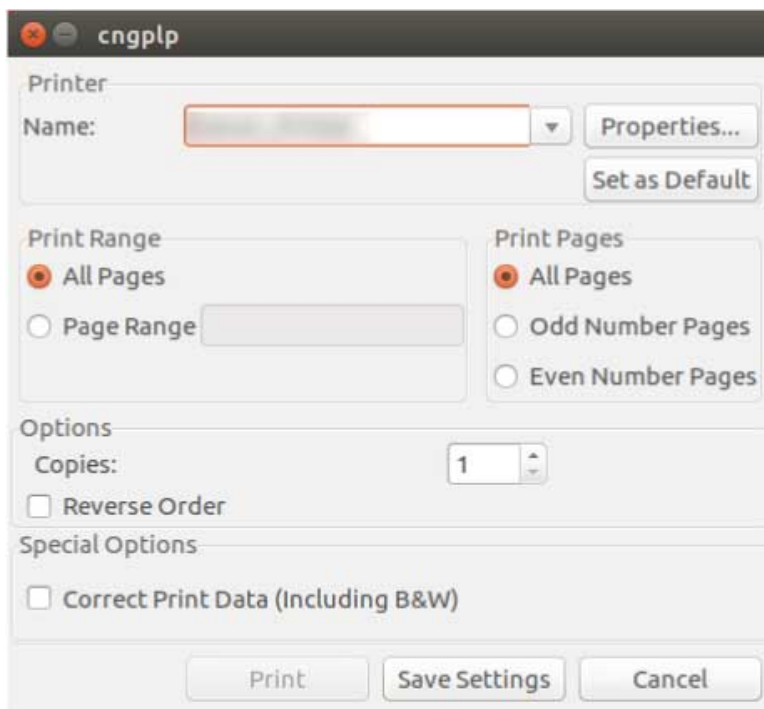 cngplp
Printer
Name:
Properties...
Set as Default
Print Range
All Pages
Page Range
Print Pages
All Pages
Odd Number Pages
Even Number Pages
Options
Copies:
1
Reverse Order
Special Options
Correct Print Data (Including B&W)
Print
Save Settings
Cancel